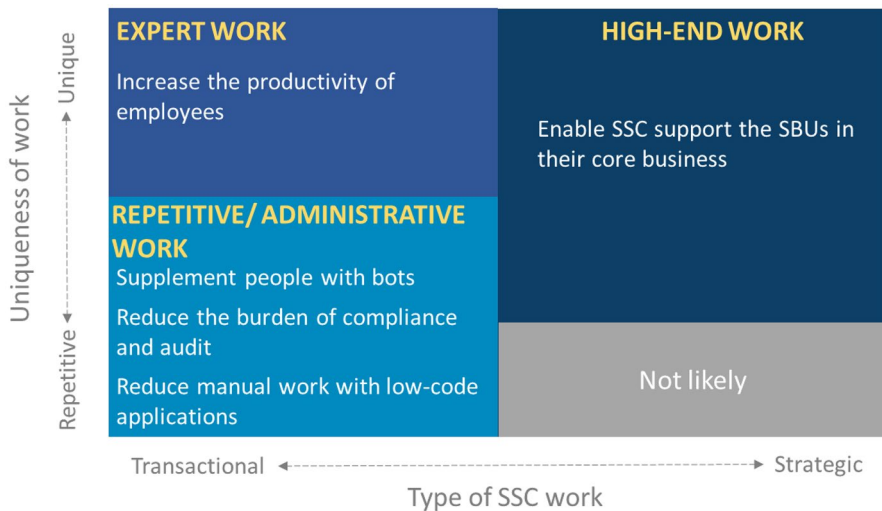 EXPERT WORK
Increase the productivity of
employees
HIGH-END WORK
Enable SSC support the SBUs in
their core business
REPETITIVE/ ADMINISTRATIVE
WORK
Supplement people with bots
Reduce the burden of compliance
and audit
Reduce manual work with low-code
applications
Not likely
Uniqueness of work
Unique
Repetitive
Transactional
Strategic
Type of SSC work